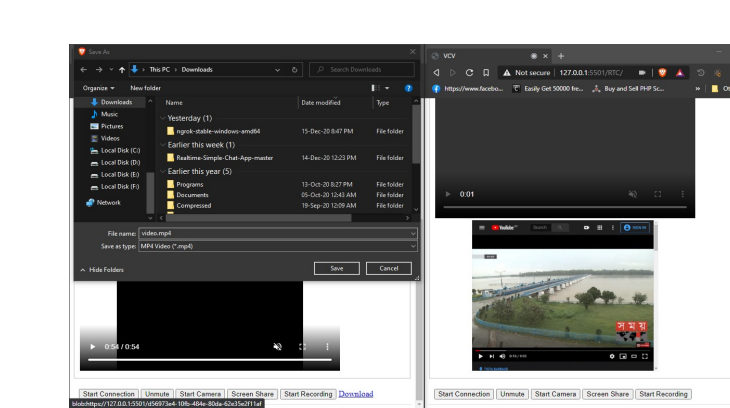 Save As
This PC > Downloads
Search Downloads
Organize
New folder
Downloads
Music
Pictures
Videos
Local Disk (C:)
Local Disk (D:)
Local Disk (E:)
Local Disk (F:)
Network
Name
Date modified
Type
Yesterday (1)
ngrok-stable-windows-amd64
15-Dec-20 8:47 PM
File folder
Earlier this week (1)
Realtime-Simple-Chat-App-master
14-Dec-20 12:23 PM
File folder
Earlier this year (5)
Programs
13-Oct-20 8:27 PM
File folder
Documents
05-Oct-20 12:43 AM
File folder
Compressed
19-Sep-20 12:09 AM
File folder
File name: video.mp4
Save as type: MP4 Video (*.mp4)
Hide Folders
Save
Cancel
0:54 / 0:54
Start Connection
Unmute
Start Camera
Screen Share
Start Recording
Download
blob:https://127.0.0.1:5501/d56973e4-10fb-484e-80da-62e35e2f11af
VCV
Not secure
127.0.0.1:5501/RTC/
https://www.facebo...
Easily Get 50000 fre...
Buy and Sell PHP Sc...
0:01
YouTube
Search
SIGN IN
সময়
Start Connection
Unmute
Start Camera
Screen Share
Start Recording